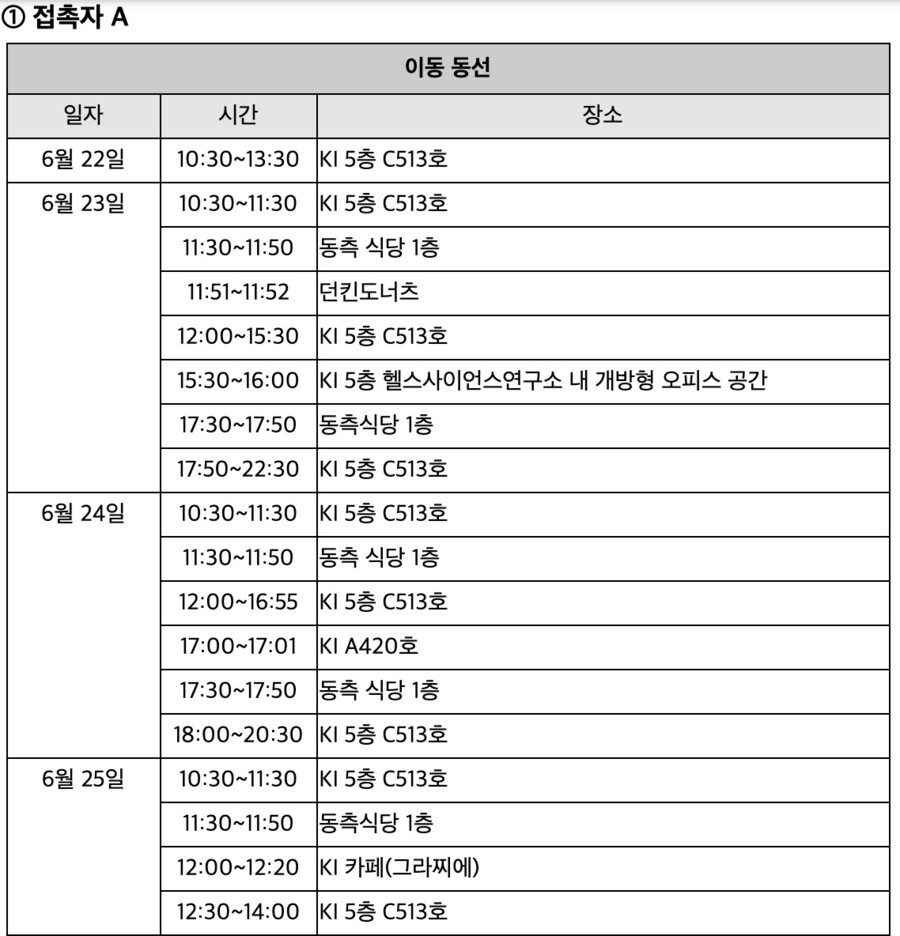 ① 접촉자 A
이동 동선
일자 시간 장소
6월 22일 10:30~13:30 KI 5층 C513호
6월 23일 10:30~11:30 KI 5층 C513호
11:30~11:50 동측 식당 1층
11:51~11:52 던킨도너츠
12:00~15:30 KI 5층 C513호
15:30~16:00 KI 5층 헬스사이언스연구소 내 개방형 오피스 공간
17:30~17:50 동측식당 1층
17:50~22:30 KI 5층 C513호
6월 24일 10:30~11:30 KI 5층 C513호
11:30~11:50 동측 식당 1층
12:00~16:55 KI 5층 C513호
17:00~17:01 KI A420호
17:30~17:50 동측 식당 1층
18:00~20:30 KI 5층 C513호
6월 25일 10:30~11:30 KI 5층 C513호
11:30~11:50 동측식당 1층
12:00~12:20 KI 카페(그라찌에)
12:30~14:00 KI 5층 C513호